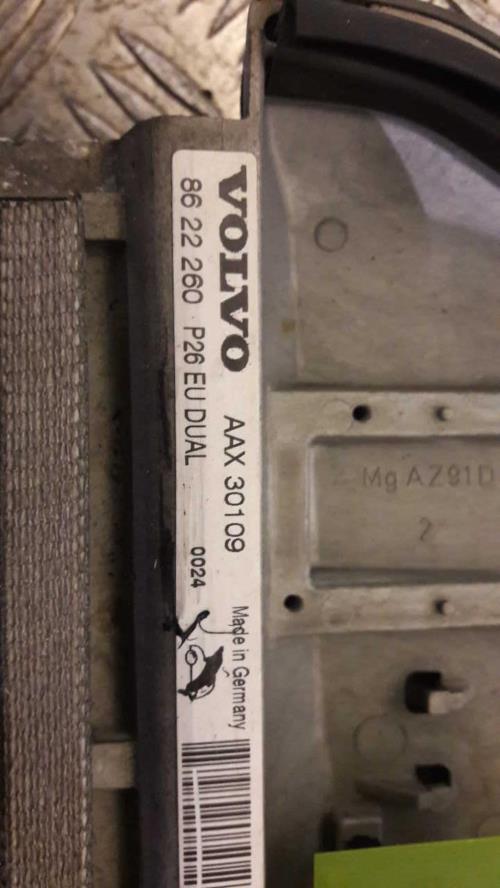 VOLVO AAX 30109 Made in Germany
86 22 260 P26 EU DUAL 0024
Mg AZ91D
2